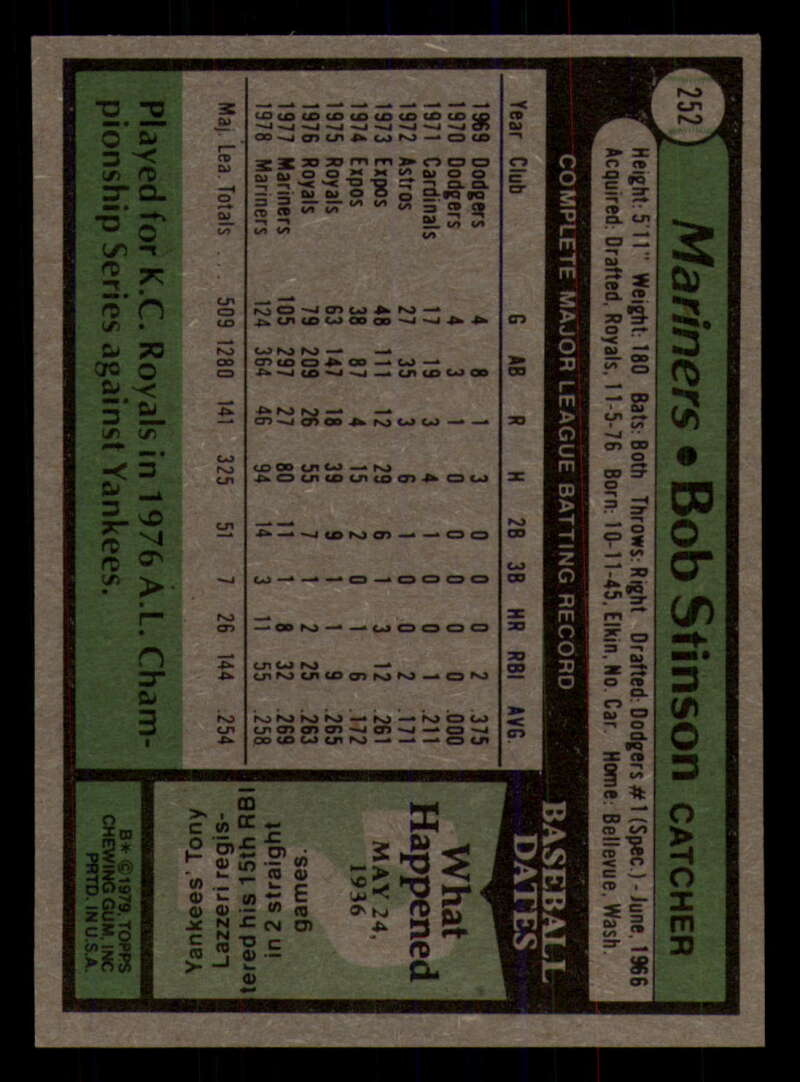 252
Mariners • Bob Stinson CATCHER
Height: 5'11" Weight: 180 Bats: Both Throws: Right Drafted: Dodgers #1 (Spec.) - June, 1966
Acquired: Drafted, Royals, 11-5-76 Born: 10-11-45, Elkin, No. Car. Home: Bellevue, Wash.
COMPLETE MAJOR LEAGUE BATTING RECORD
Year Club G AB R H 2B 3B HR RBI AVG.
1969 Dodgers 4 8 1 3 0 0 0 2 .375
1970 Dodgers 4 3 1 0 0 0 0 0 .000
1971 Cardinals 17 19 3 4 1 0 0 1 .211
1972 Astros 27 35 3 6 1 0 0 2 .171
1973 Expos 48 111 12 29 6 1 3 12 .261
1974 Expos 38 87 4 15 2 0 1 6 .172
1975 Royals 63 147 18 39 9 1 1 9 .265
1976 Royals 79 209 26 55 7 1 2 25 .263
1977 Mariners 105 297 27 80 11 1 8 32 .269
1978 Mariners 124 364 46 94 14 3 11 55 .258
Maj. Lea. Totals .... 509 1280 141 325 51 7 26 144 .254
Played for K.C. Royals in 1976 A.L. Cham-
pionship Series against Yankees.
BASEBALL
DATES
What
Happened
MAY 24,
1936
Yankees' Tony
Lazzeri regis-
tered his 15th RBI
in 2 straight
games.
B* ©1979, TOPPS
CHEWING GUM, INC
PRTD. IN U.S.A.